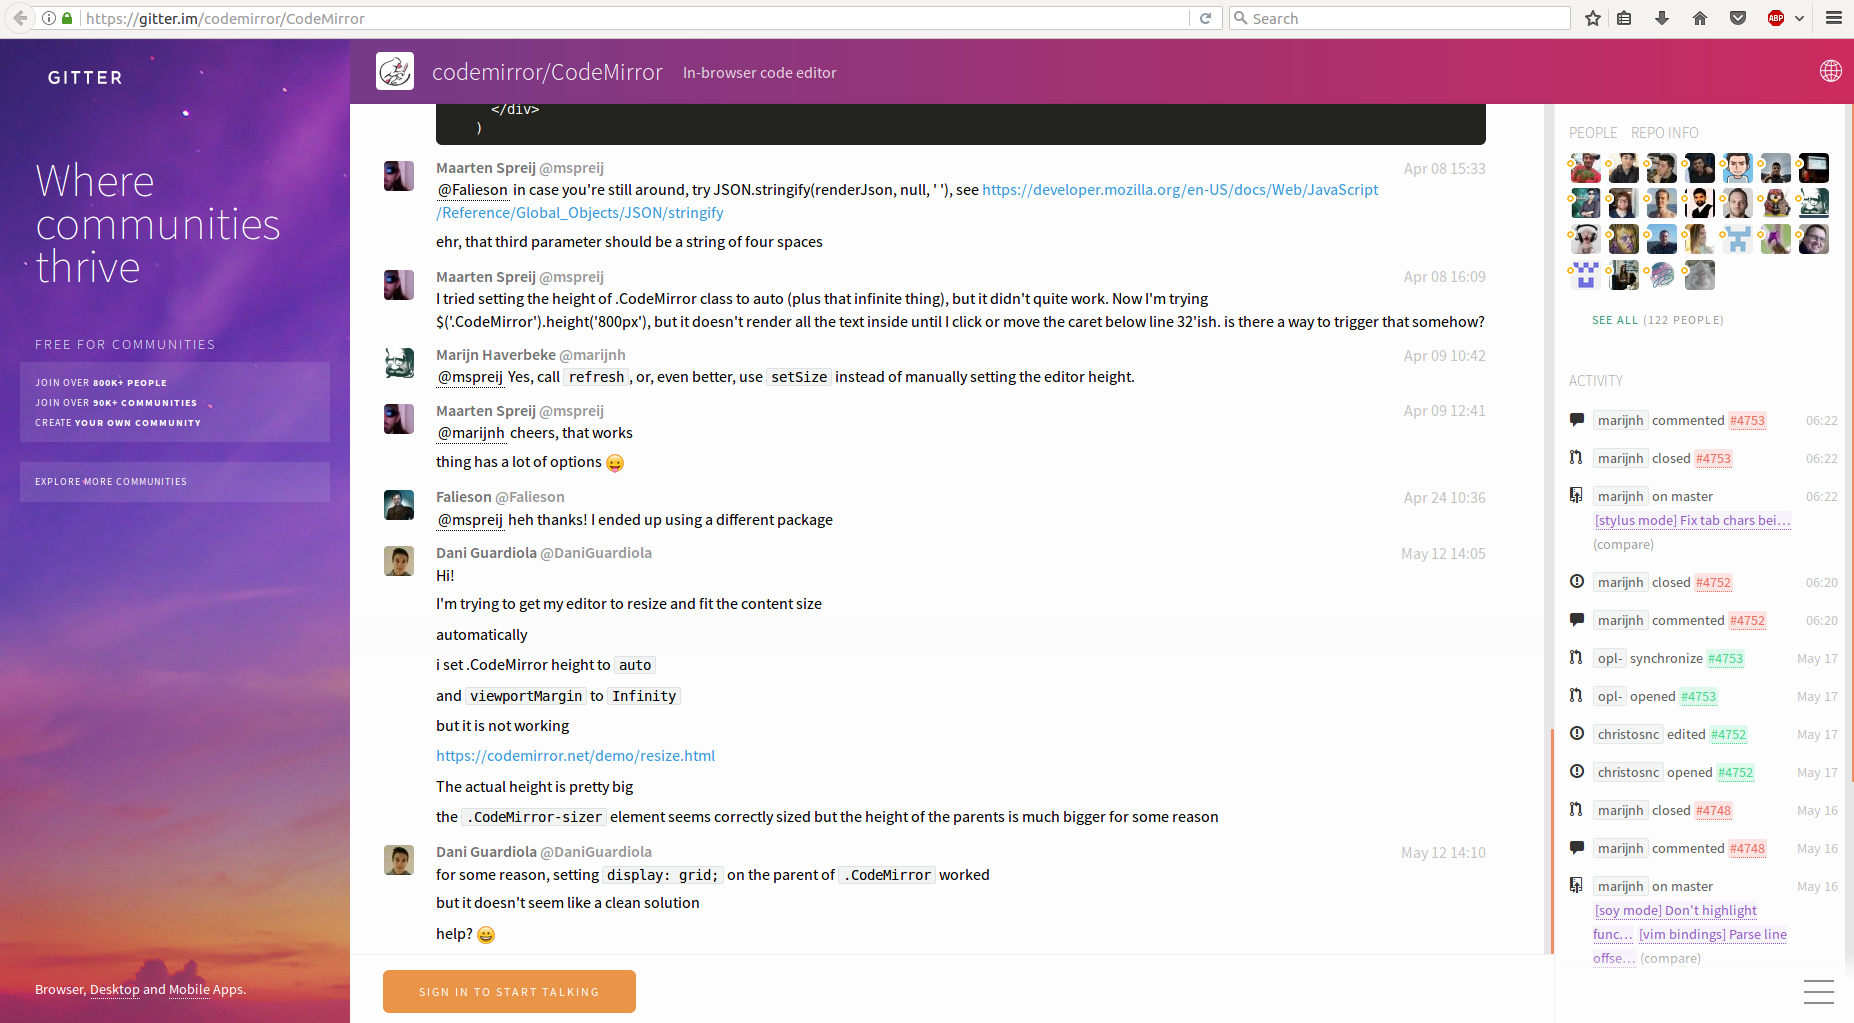 https://gitter.im/codemirror/CodeMirror
Search
ABP
GITTER
Where
communities
thrive
FREE FOR COMMUNITIES
JOIN OVER 800K+ PEOPLE
JOIN OVER 90K+ COMMUNITIES
CREATE YOUR OWN COMMUNITY
EXPLORE MORE COMMUNITIES
Browser, Desktop and Mobile Apps.
codemirror/CodeMirror In-browser code editor
</div>
)
Maarten Spreij @mspreij Apr 08 15:33
@Falieson in case you're still around, try JSON.stringify(renderJson, null, ' '), see https://developer.mozilla.org/en-US/docs/Web/JavaScript
/Reference/Global_Objects/JSON/stringify
ehr, that third parameter should be a string of four spaces
Maarten Spreij @mspreij Apr 08 16:09
I tried setting the height of .CodeMirror class to auto (plus that infinite thing), but it didn't quite work. Now I'm trying
$('.CodeMirror').height('800px'), but it doesn't render all the text inside until I click or move the caret below line 32'ish. is there a way to trigger that somehow?
Marijn Haverbeke @marijnh Apr 09 10:42
@mspreij Yes, call refresh, or, even better, use setSize instead of manually setting the editor height.
Maarten Spreij @mspreij Apr 09 12:41
@marijnh cheers, that works
thing has a lot of options 😛
Falieson @Falieson Apr 24 10:36
@mspreij heh thanks! I ended up using a different package
Dani Guardiola @DaniGuardiola May 12 14:05
Hi!
I'm trying to get my editor to resize and fit the content size
automatically
i set .CodeMirror height to auto
and viewportMargin to Infinity
but it is not working
https://codemirror.net/demo/resize.html
The actual height is pretty big
the .CodeMirror-sizer element seems correctly sized but the height of the parents is much bigger for some reason
Dani Guardiola @DaniGuardiola May 12 14:10
for some reason, setting display: grid; on the parent of .CodeMirror worked
but it doesn't seem like a clean solution
help? 😀
SIGN IN TO START TALKING
PEOPLE REPO INFO
SEE ALL (122 PEOPLE)
ACTIVITY
marijnh commented #4753 06:22
marijnh closed #4753 06:22
marijnh on master 06:22
[stylus mode] Fix tab chars bei…
(compare)
marijnh closed #4752 06:20
marijnh commented #4752 06:20
opl- synchronize #4753 May 17
opl- opened #4753 May 17
christosnc edited #4752 May 17
christosnc opened #4752 May 17
marijnh closed #4748 May 16
marijnh commented #4748 May 16
marijnh on master May 16
[soy mode] Don't highlight
func… [vim bindings] Parse line
offse… (compare)